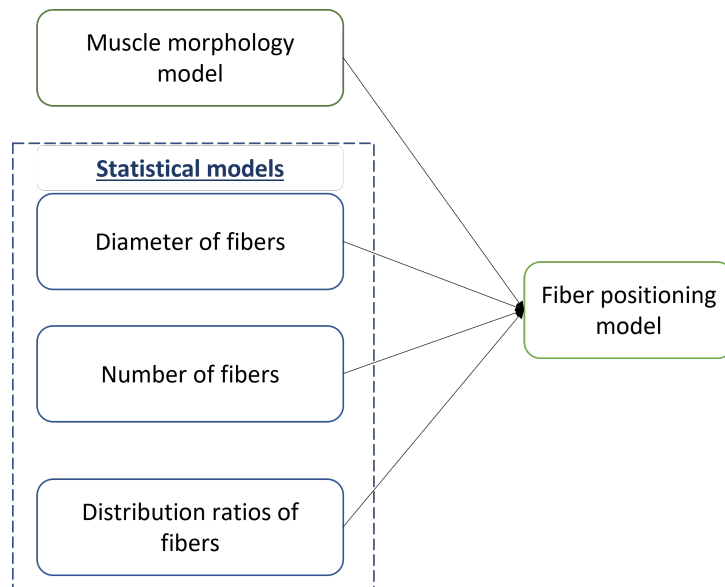 Muscle morphology
model
Statistical models
Diameter of fibers
Number of fibers
Distribution ratios of
fibers
Fiber positioning
model